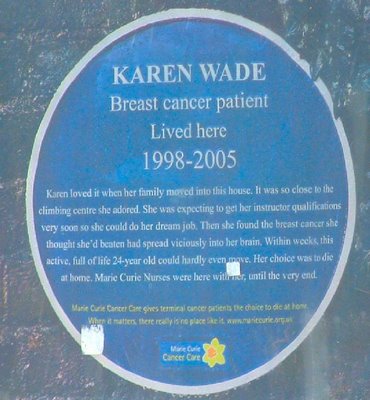 KAREN WADE
Breast cancer patient
Lived here
1998-2005
Karen loved it when her family moved into this house. It was so close to the
climbing centre she adored. She was expecting to get her instructor qualifications
very soon so she could do her dream job. Then she found the breast cancer she
thought she'd beaten had spread viciously into her brain. Within weeks, this
active, full of life 24-year old could hardly even move. Her choice was to die
at home. Marie Curie Nurses were here with her, until the very end.
Marie Curie Cancer Care gives terminal cancer patients the choice to die at home.
When it matters, there really is no place like it. www.mariecurie.org.uk
Marie Curie
Cancer Care